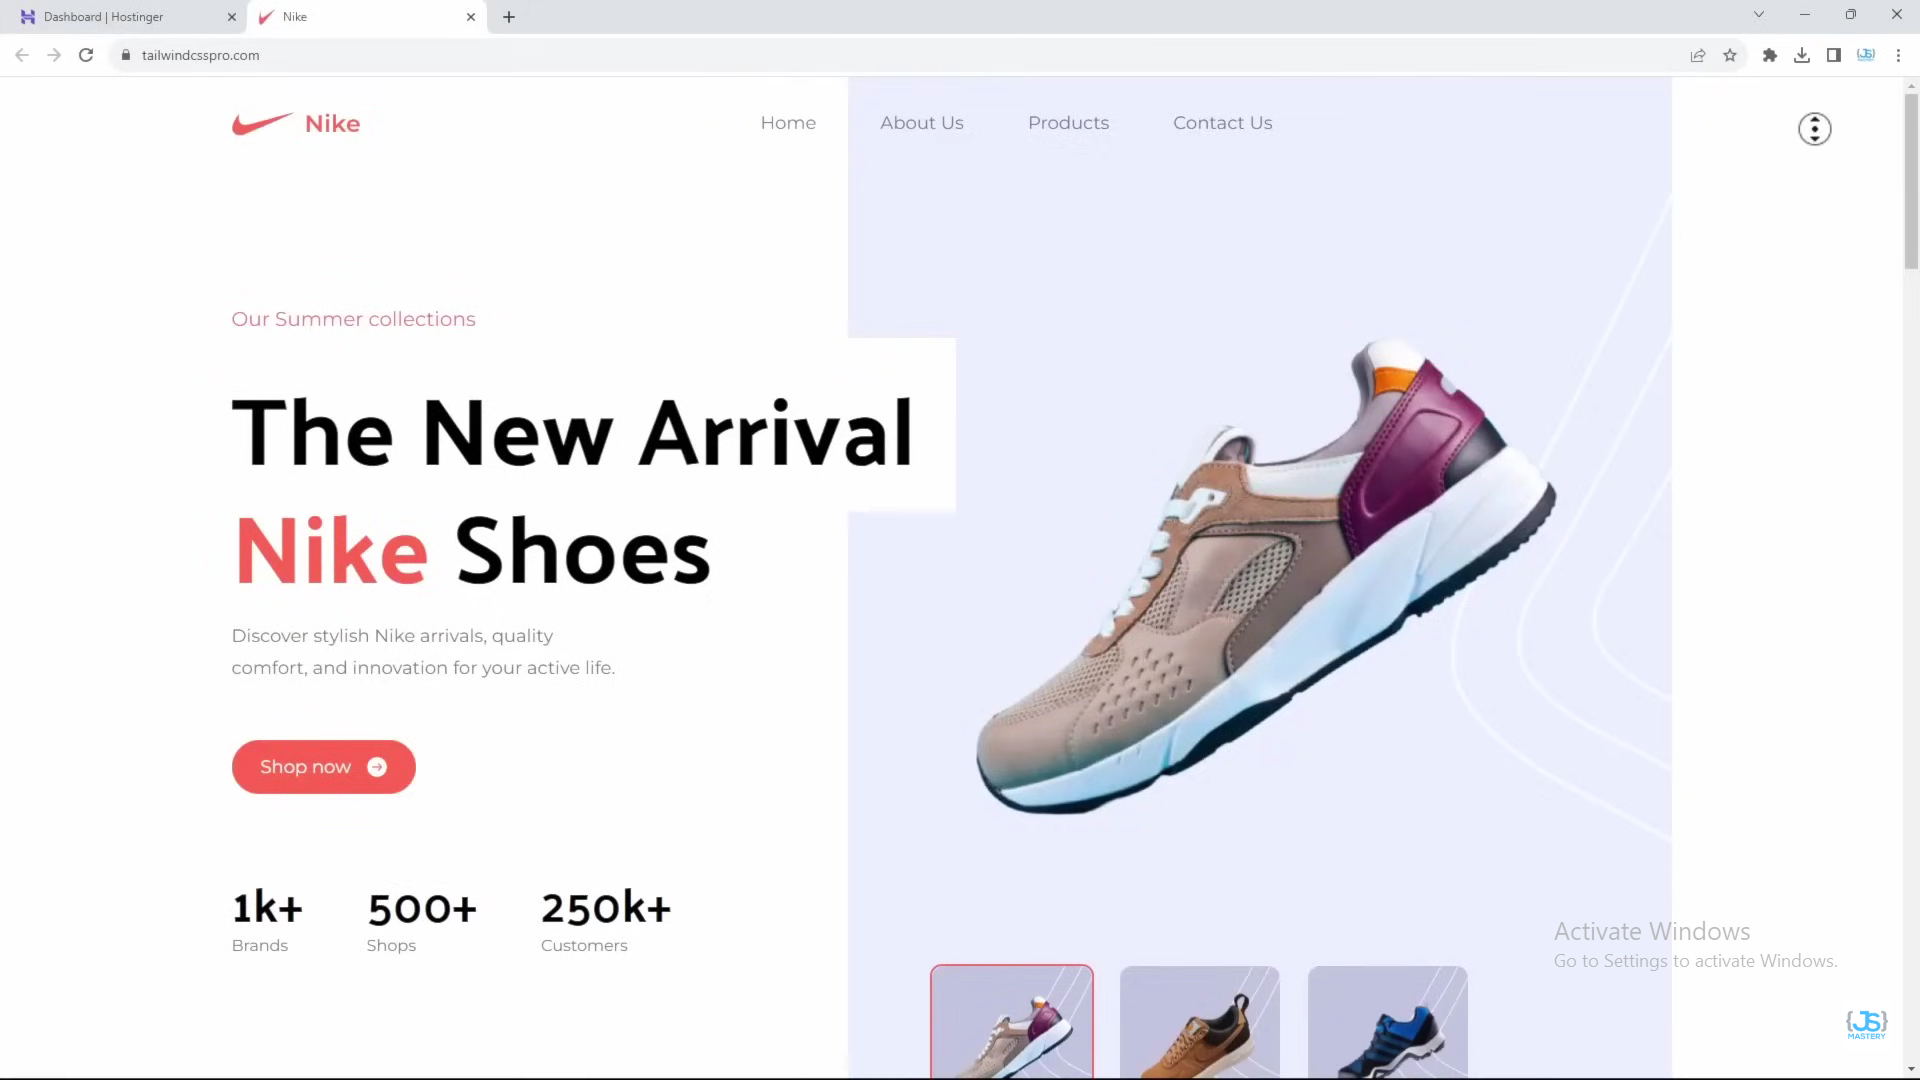 Dashboard | Hostinger
Nike
tailwindcsspro.com
Nike
Home
About Us
Products
Contact Us
Our Summer collections
The New Arrival
Nike Shoes
Discover stylish Nike arrivals, quality
comfort, and innovation for your active life.
Shop now
1k+
500+
250k+
Brands
Shops
Customers
Activate Windows
Go to Settings to activate Windows.
{JS}
MASTERY